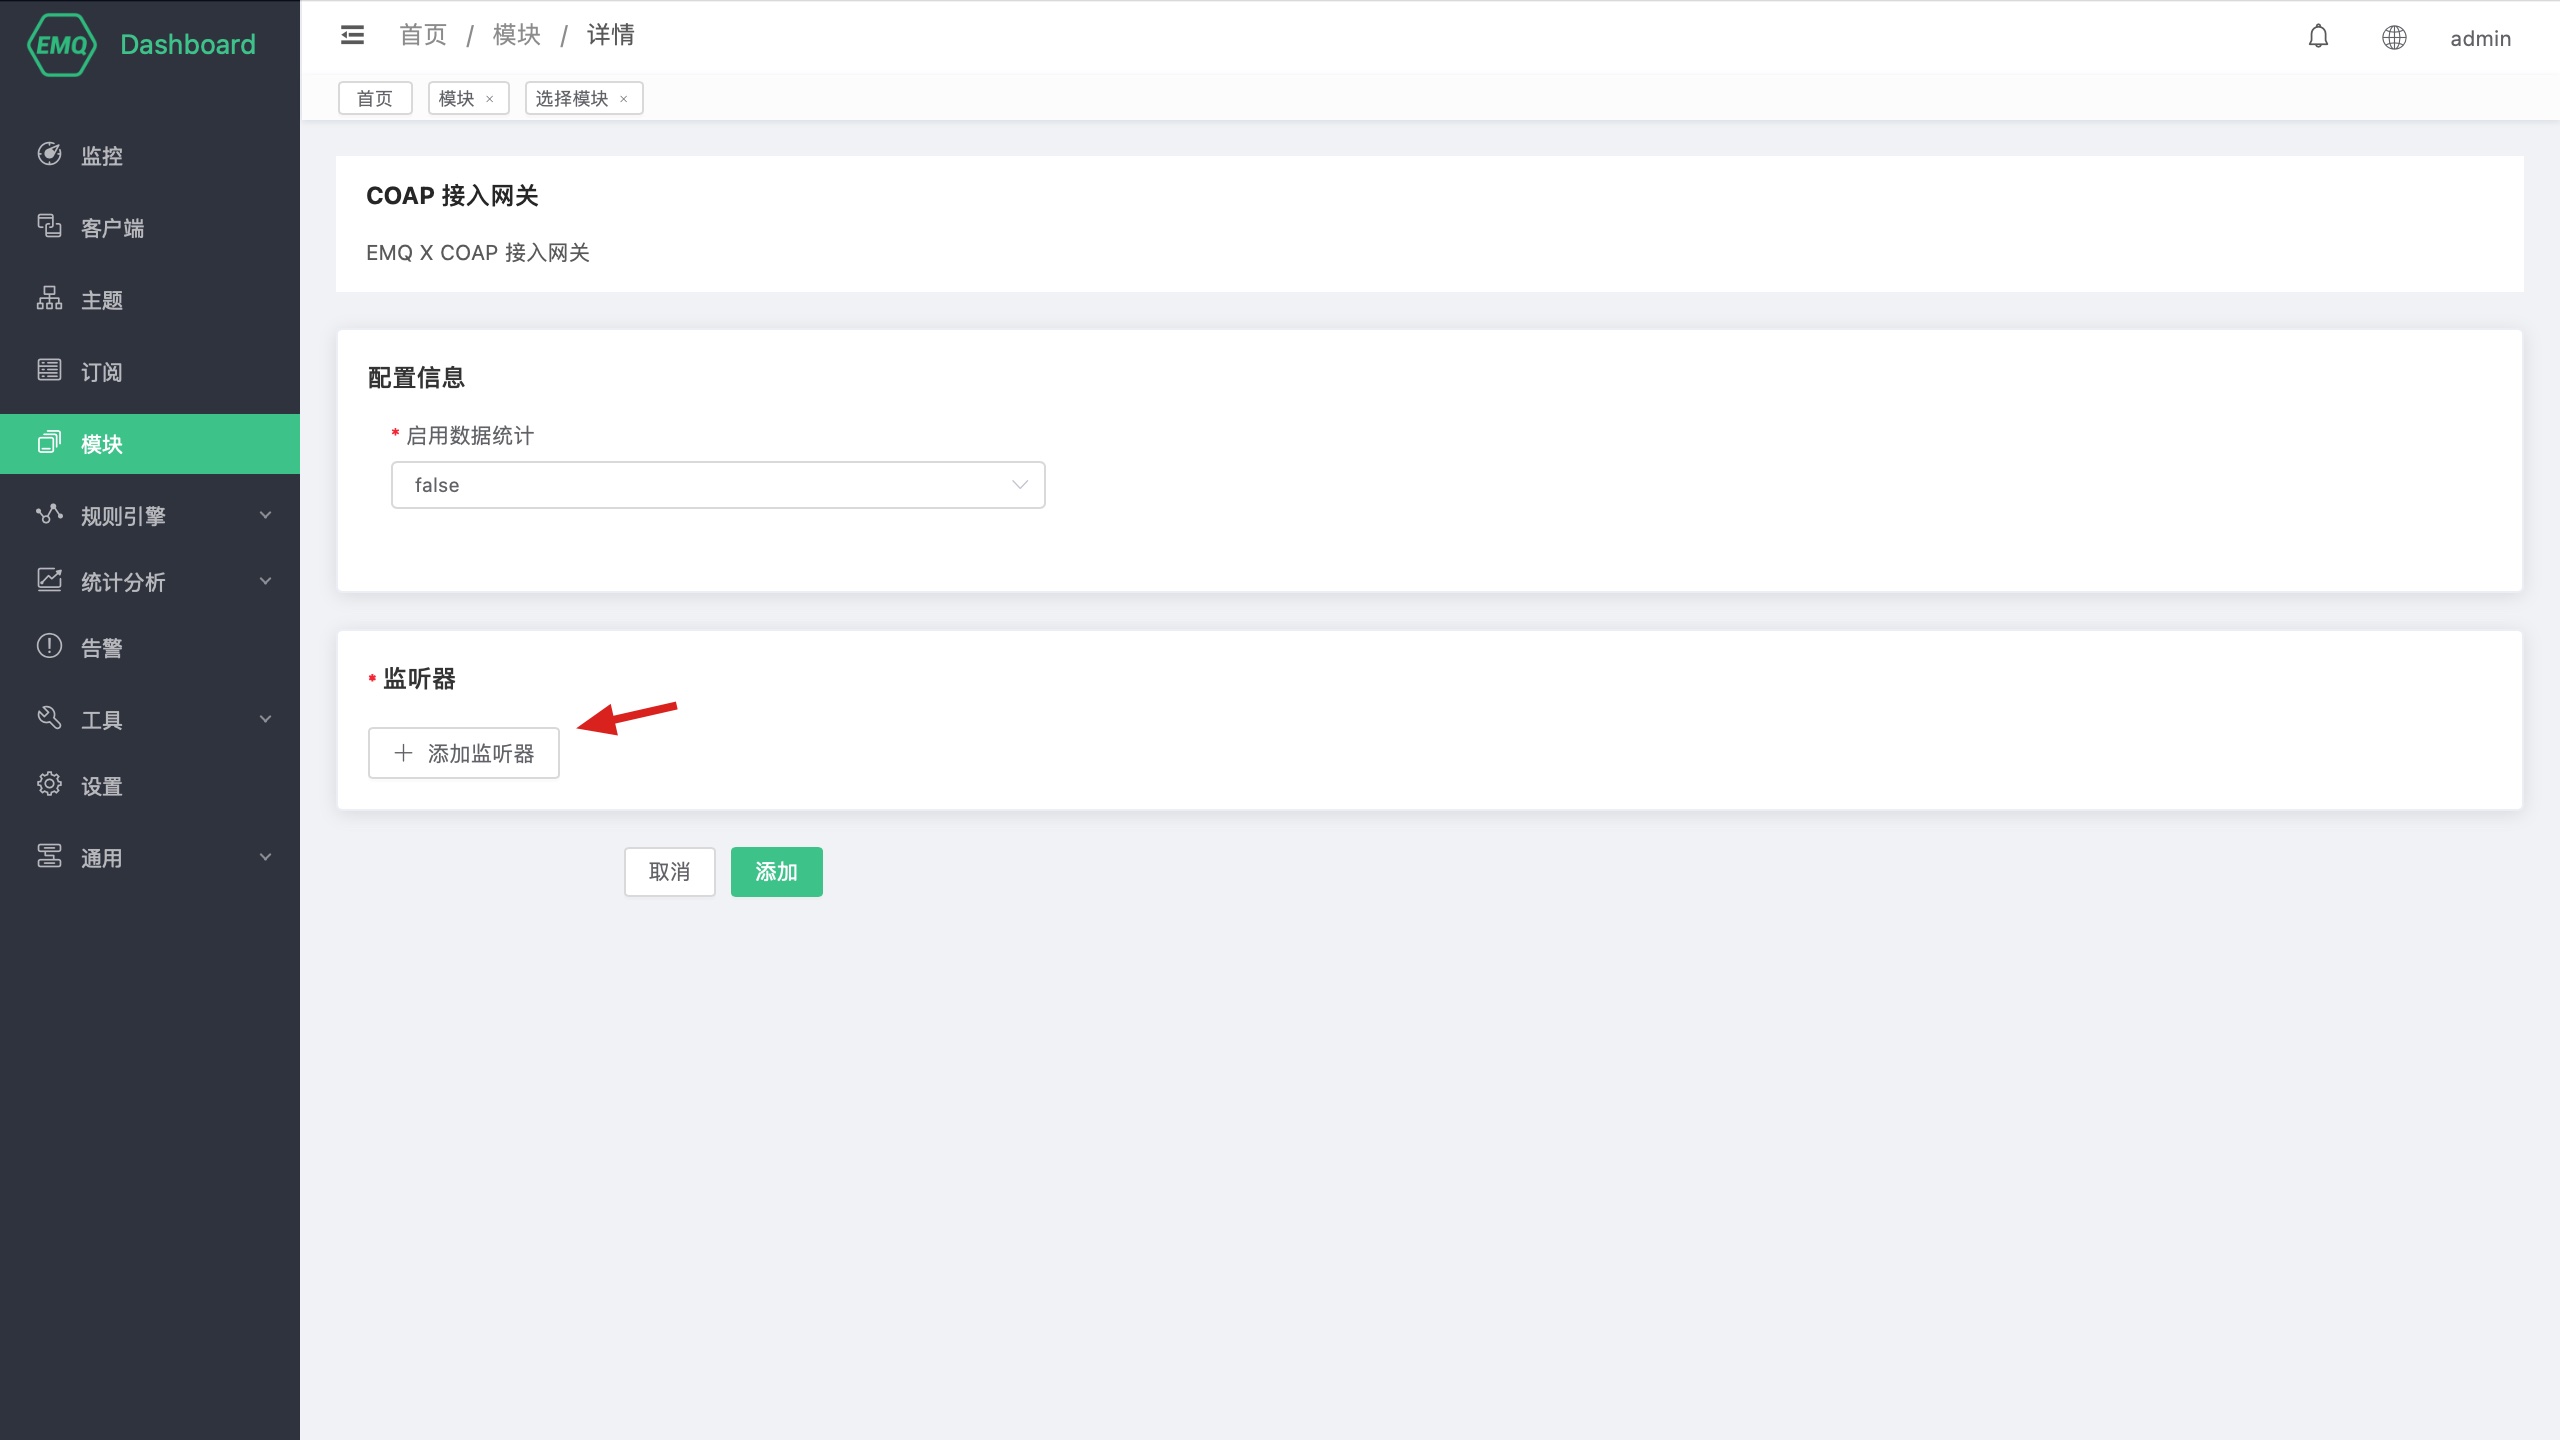 EMQ Dashboard
首页 / 模块 / 详情
admin
首页 模块 × 选择模块 ×
监控
客户端
主题
订阅
模块
规则引擎
统计分析
告警
工具
设置
通用
COAP 接入网关
EMQ X COAP 接入网关
配置信息
* 启用数据统计
false
* 监听器
添加监听器
取消 添加